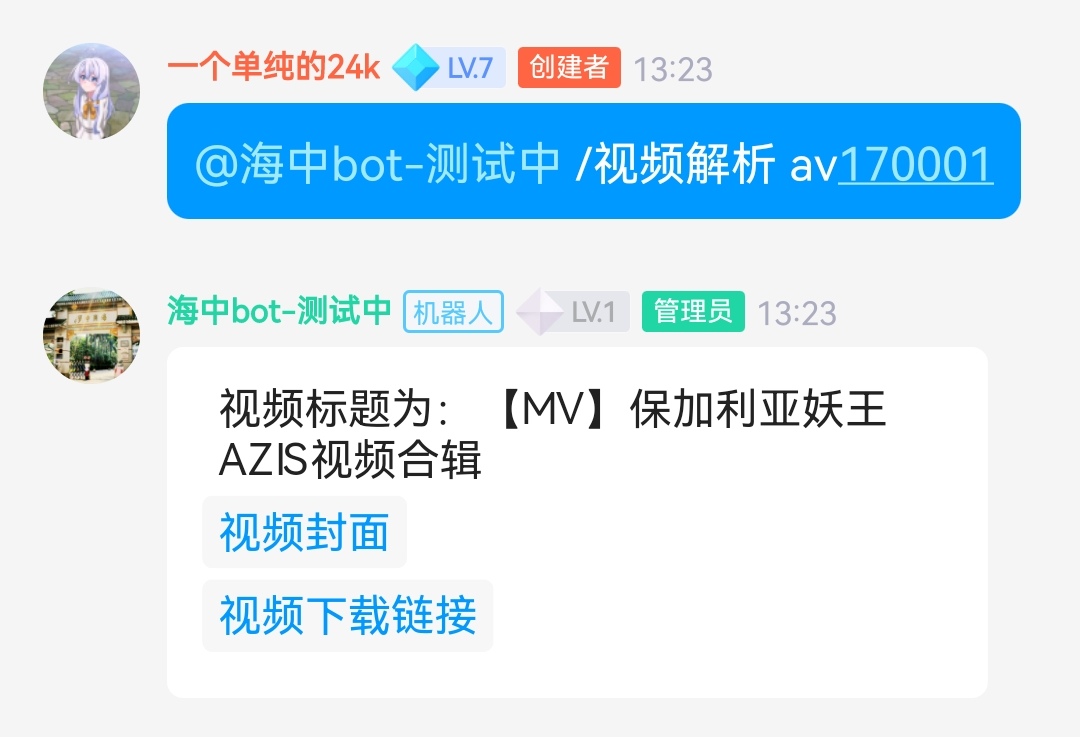 一个单纯的24k LV.7 创建者 13:23
@海中bot-测试中 /视频解析 av170001
海中bot-测试中 机器人 LV.1 管理员 13:23
视频标题为：【MV】保加利亚妖王
AZIS视频合辑
视频封面
视频下载链接